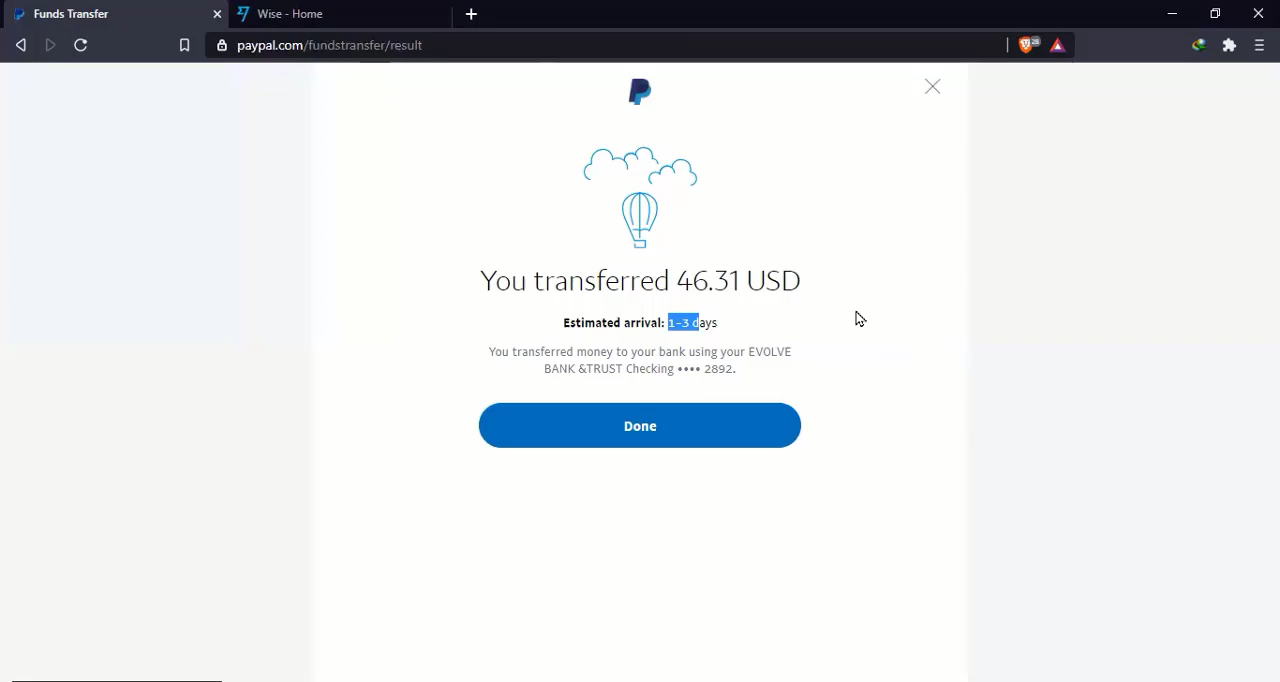 Funds Transfer
Wise - Home
paypal.com/fundstransfer/result
You transferred 46.31 USD
Estimated arrival: 1-3 days
You transferred money to your bank using your EVOLVE
BANK &TRUST Checking •••• 2892.
Done